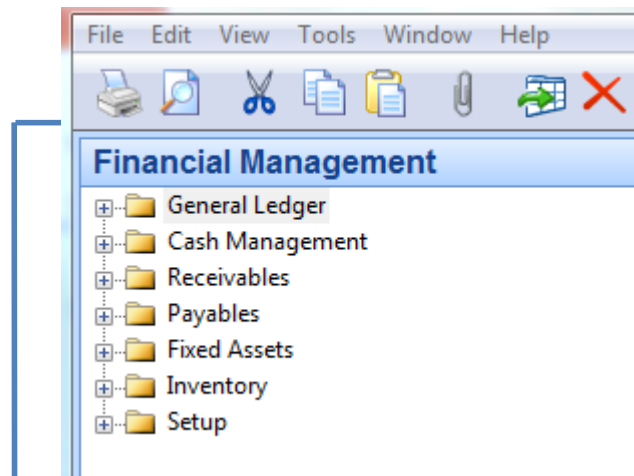 File Edit View Tools Window Help
Financial Management
General Ledger
Cash Management
Receivables
Payables
Fixed Assets
Inventory
Setup